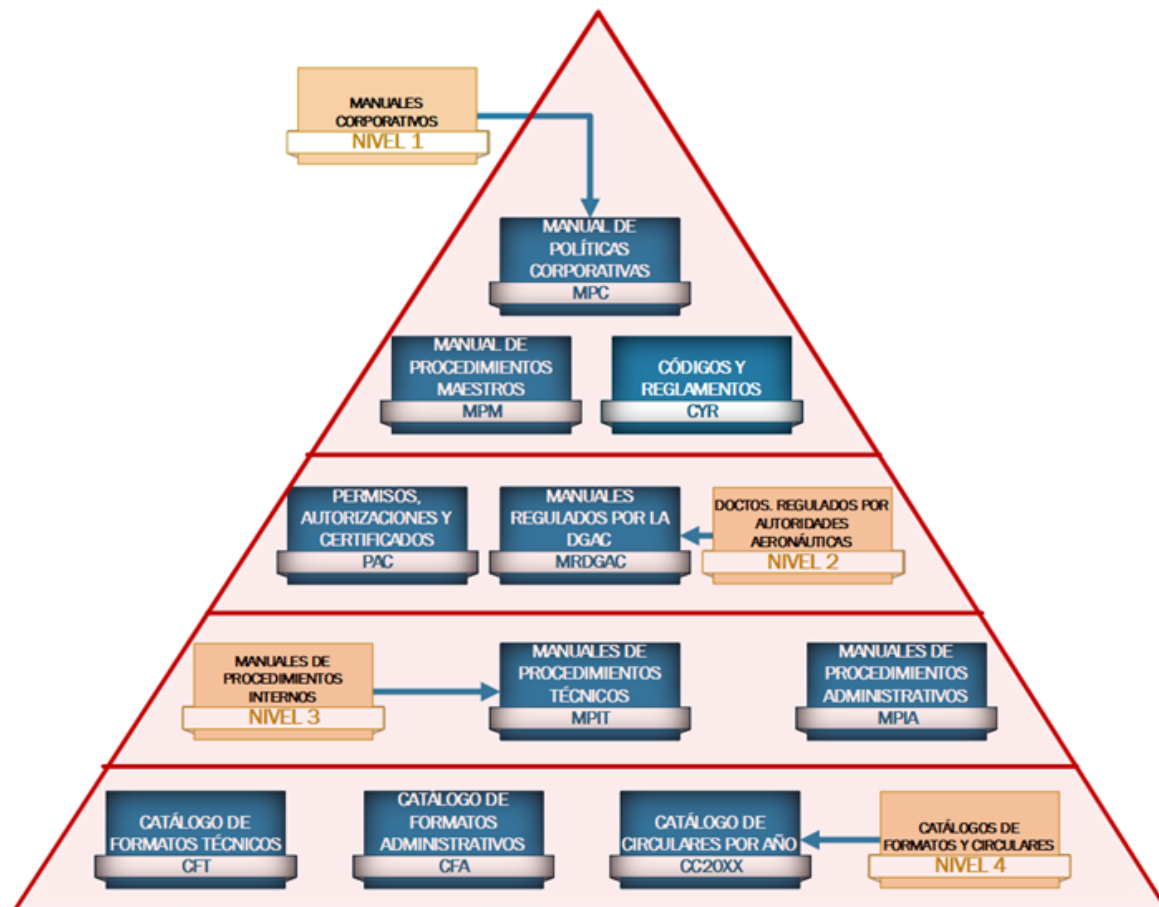 MANUALES
CORPORATIVOS
NIVEL 1
MANUAL DE
POLÍTICAS
CORPORATIVAS
MPC
MANUAL DE
PROCEDIMIENTOS
MAESTROS
MPM
CÓDIGOS Y
REGLAMENTOS
CYR
PERMISOS,
AUTORIZACIONES Y
CERTIFICADOS
PAC
MANUALES
REGULADOS POR LA
DGAC
MRDGAC
DOCTOS. REGULADOS POR
AUTORIDADES
AERONÁUTICAS
NIVEL 2
MANUALES DE
PROCEDIMIENTOS
INTERNOS
NIVEL 3
MANUALES DE
PROCEDIMIENTOS
TÉCNICOS
MPIT
MANUALES DE
PROCEDIMIENTOS
ADMINISTRATIVOS
MPIA
CATÁLOGO DE
FORMATOS TÉCNICOS
CFT
CATÁLOGO DE
FORMATOS
ADMINISTRATIVOS
CFA
CATÁLOGO DE
CIRCULARES POR AÑO
CC20XX
CATÁLOGOS DE
FORMATOS Y CIRCULARES
NIVEL 4